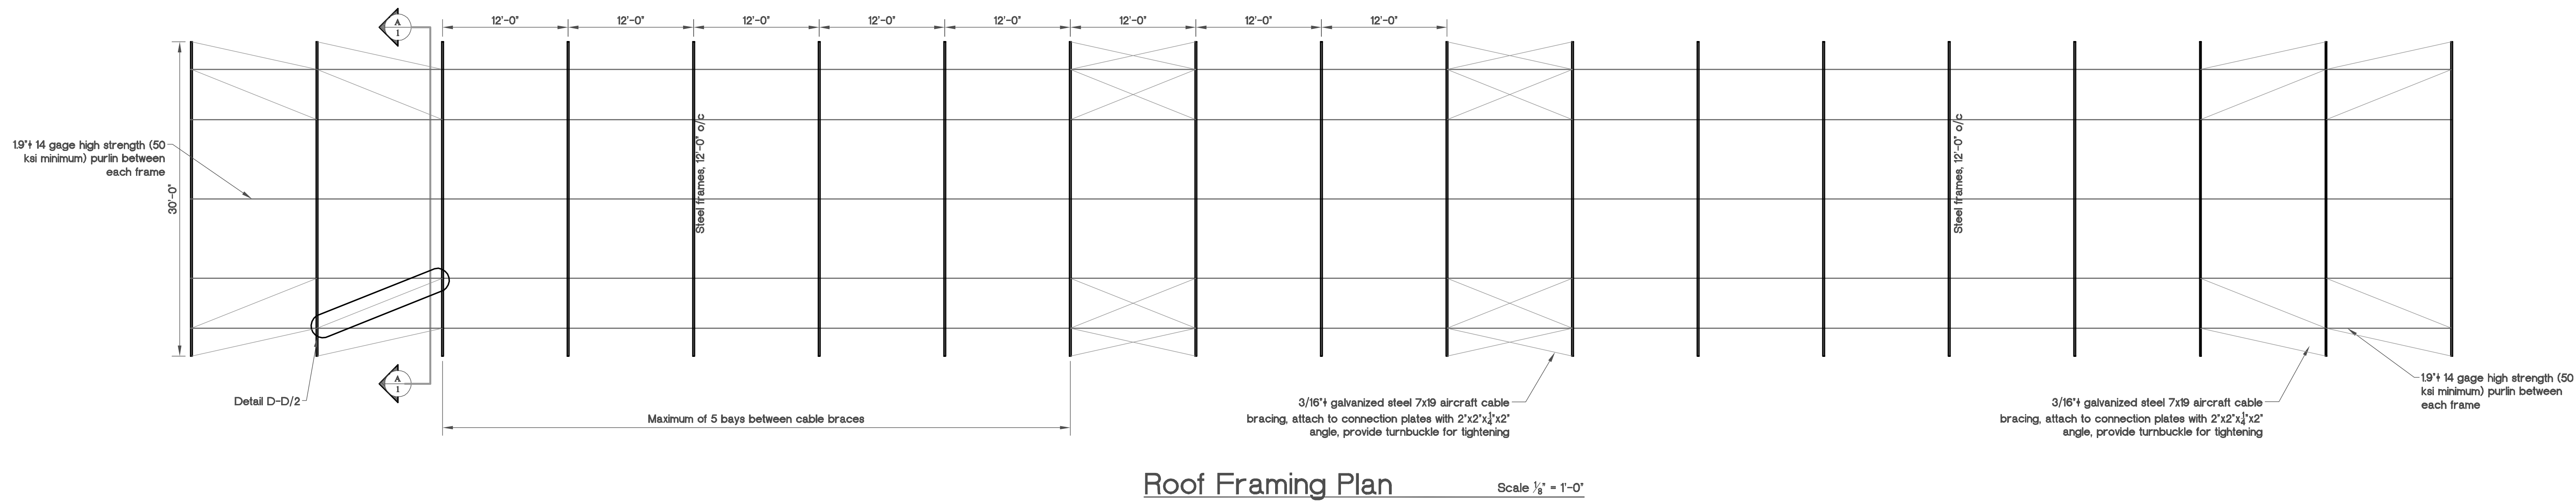 A
1
12'-0"
12'-0"
12'-0"
12'-0"
12'-0"
12'-0"
12'-0"
12'-0"
1.9"ɸ 14 gage high strength (50
ksi minimum) purlin between
each frame
30'-0"
Steel frames, 12'-0" o/c
Steel frames, 12'-0" o/c
Detail D-D/2
A
1
Maximum of 5 bays between cable braces
3/16"ɸ galvanized steel 7x19 aircraft cable
bracing, attach to connection plates with 2"x2"x1/4"x2"
angle, provide turnbuckle for tightening
3/16"ɸ galvanized steel 7x19 aircraft cable
bracing, attach to connection plates with 2"x2"x1/4"x2"
angle, provide turnbuckle for tightening
1.9"ɸ 14 gage high strength (50
ksi minimum) purlin between
each frame
Roof Framing Plan
Scale 1/8" = 1'-0"